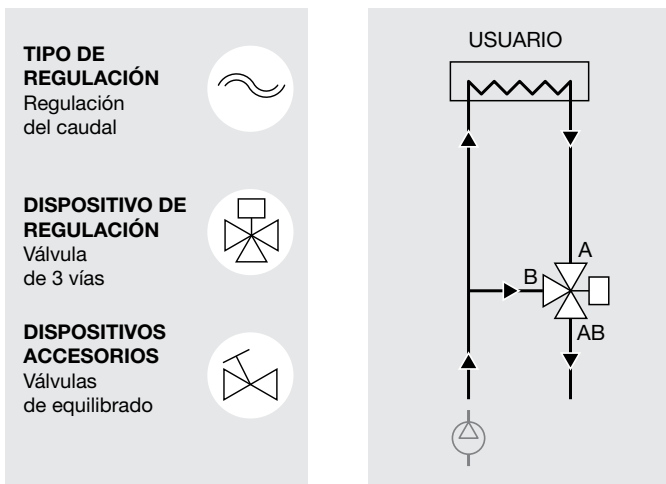 TIPO DE
REGULACIÓN
Regulación
del caudal
DISPOSITIVO DE
REGULACIÓN
Válvula
de 3 vías
DISPOSITIVOS
ACCESORIOS
Válvulas
de equilibrado
USUARIO
A
B
AB